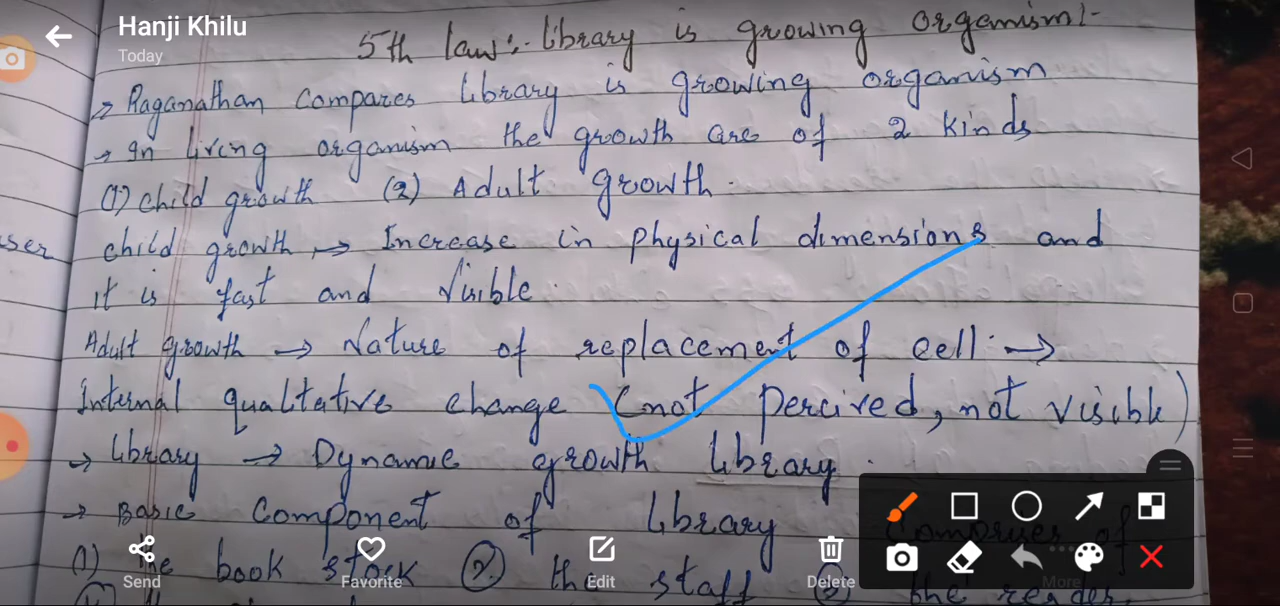 Hanji Khilu
Today
5th law:- library is growing organism:-
→ Raganathan compares library is growing organism
→ In living organism the growth are of 2 kinds
(1) child growth (2) Adult growth.
ser
child growth → Increase in physical dimensions and
it is fast and visible.
Adult growth → Nature of replacement of cell. →
Internal qualtative change (not percived, not visible)
→ library → Dynamic growth library.
→ Basic component of library comprises of
(1) the book stock (2) the staff (3) the reader
Send Favorite Edit Delete More